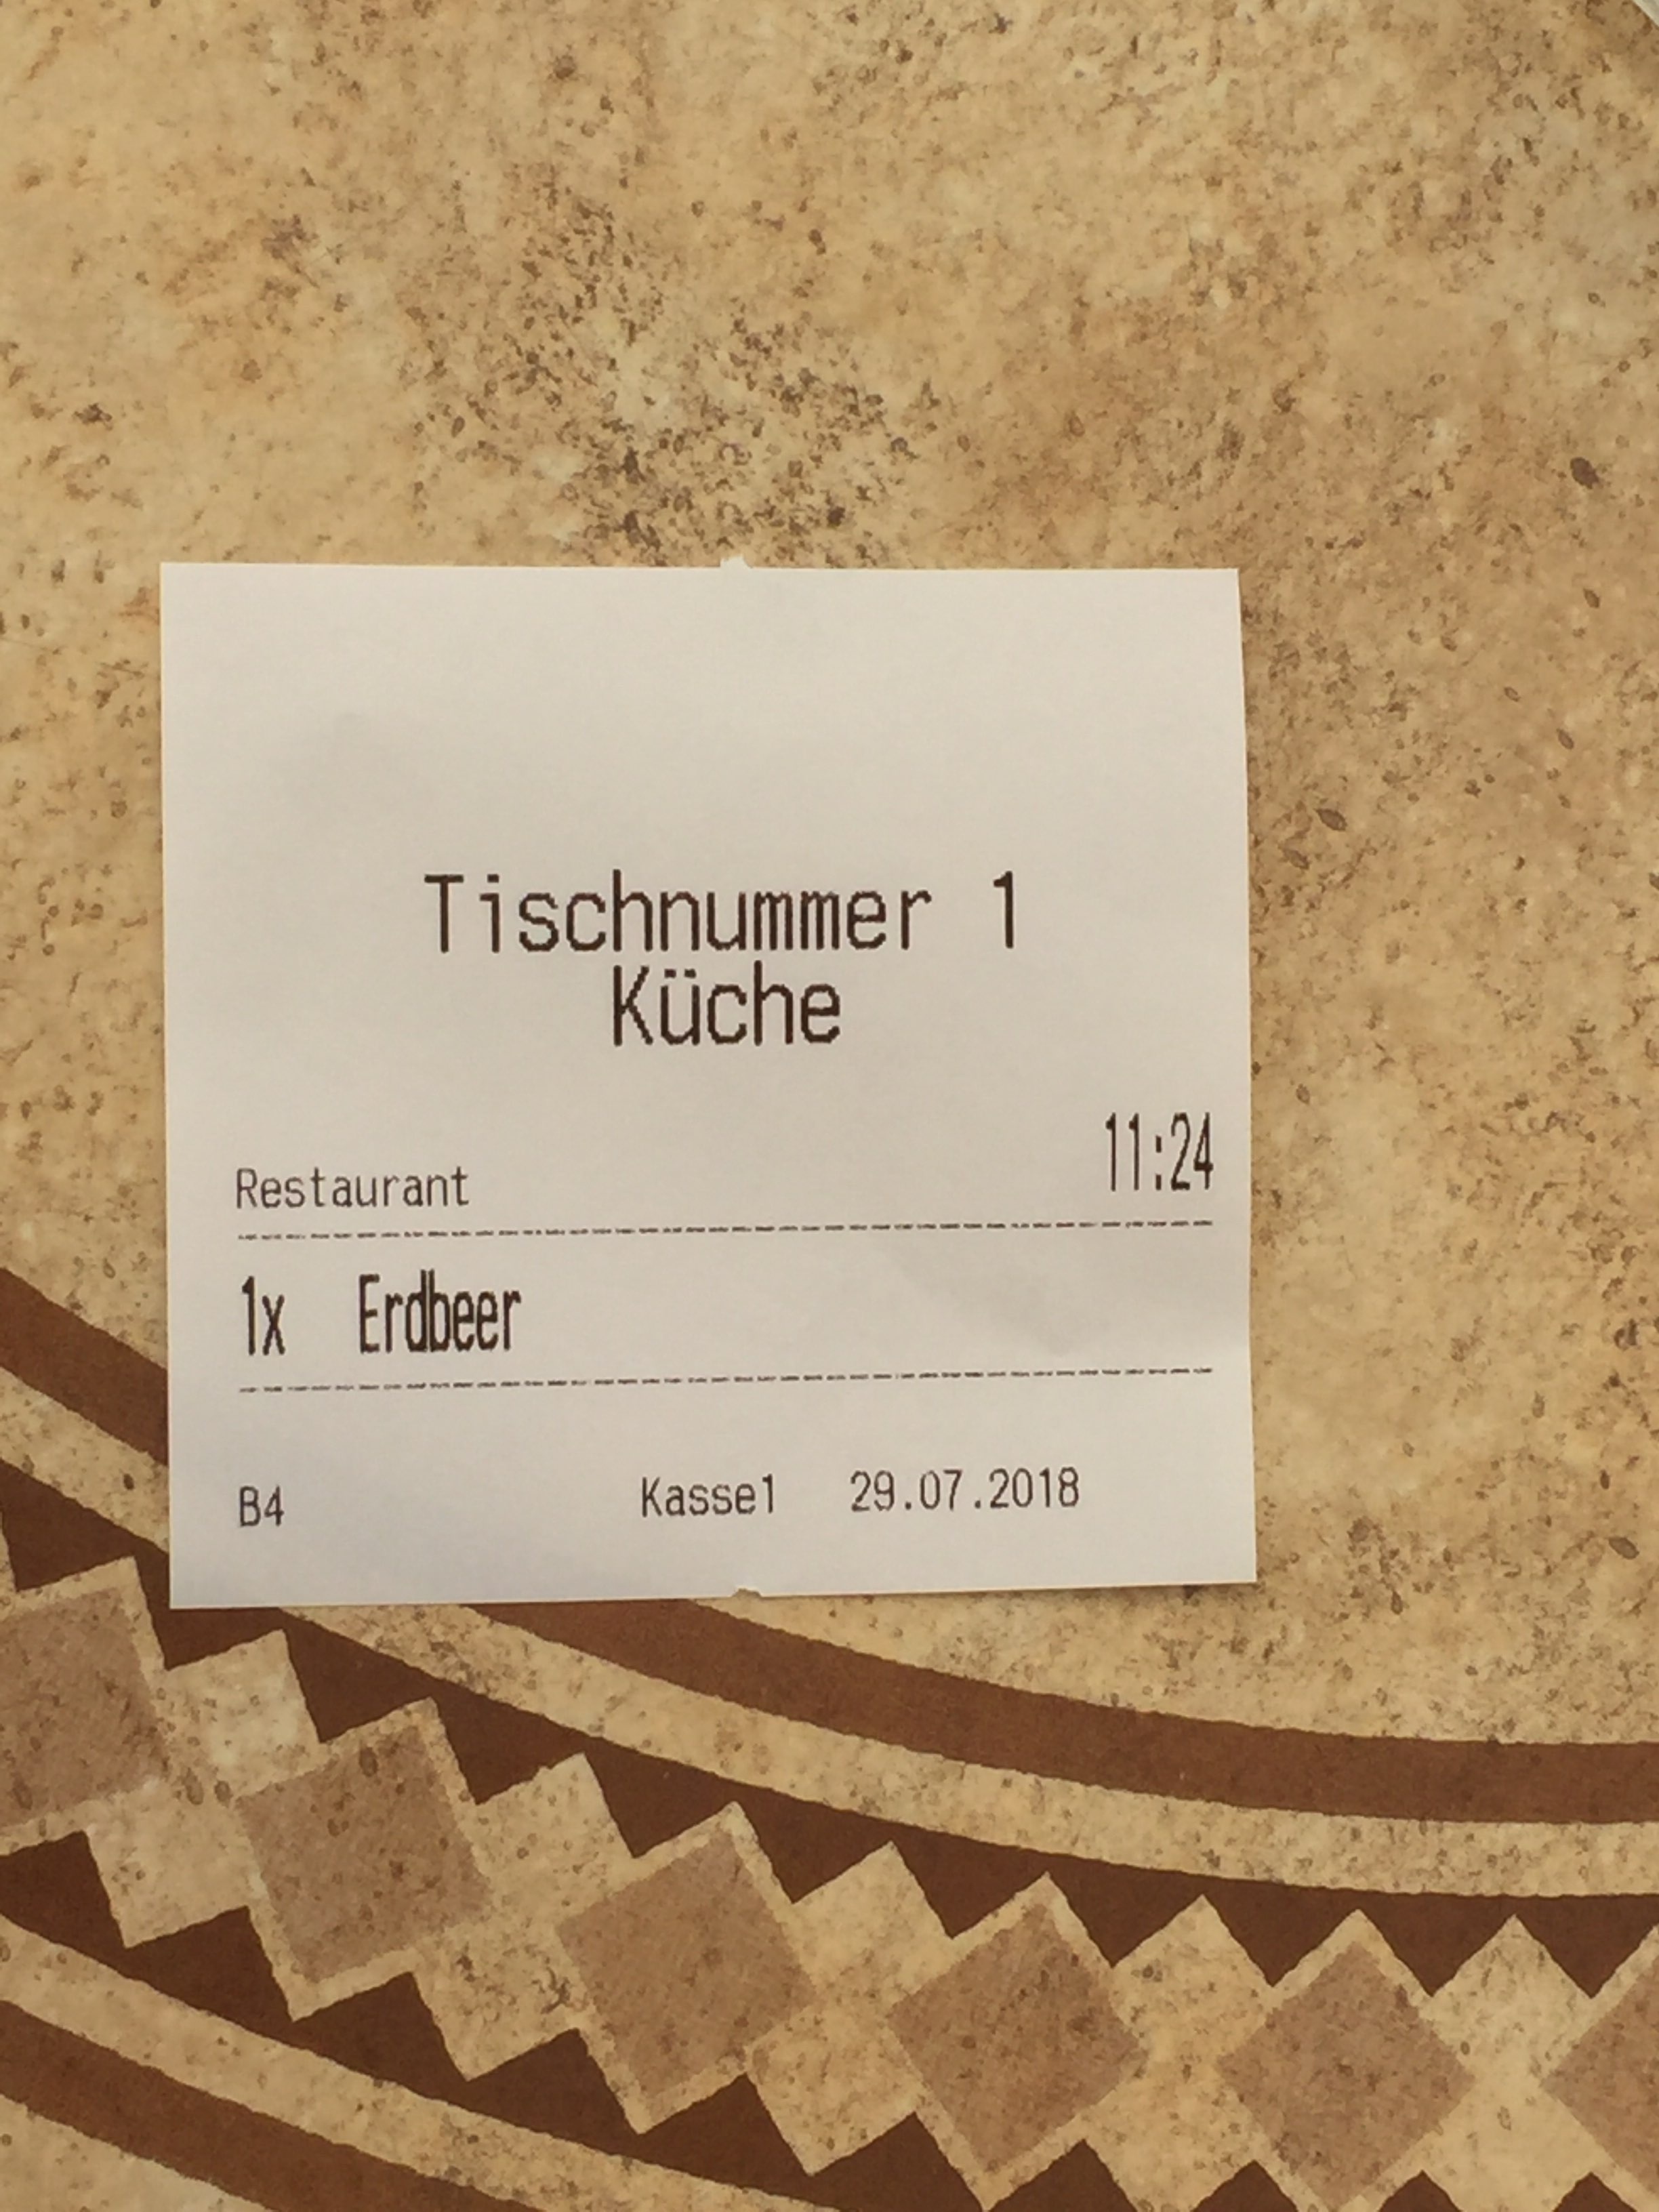 Tischnummer 1
Küche
Restaurant 11:24
1x Erdbeer
B4 Kasse1 29.07.2018